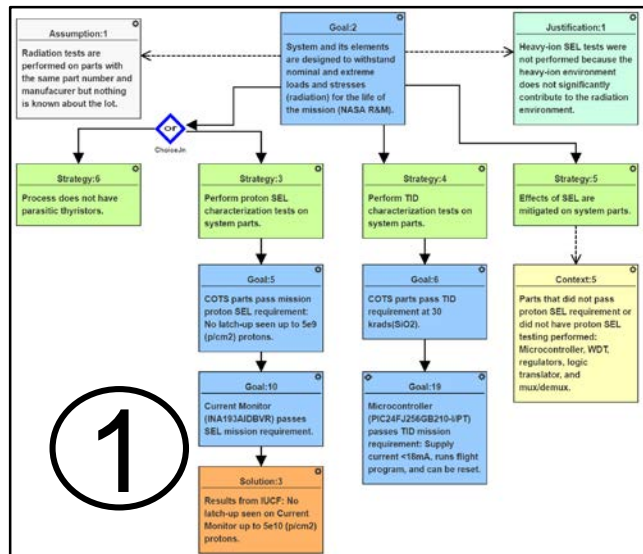 Assumption:1
Radiation tests are
performed on parts with
the same part number and
manufacurer but nothing
is known about the lot.
Goal:2
System and its elements
are designed to withstand
nominal and extreme
loads and stresses
(radiation) for the life of
the mission (NASA R&M).
Justification:1
Heavy-ion SEL tests were
not performed because the
heavy-ion environment
does not significantly
contribute to the radiation
environment.
or
ChoiceJn
Strategy:6
Process does not have
parasitic thyristors.
Strategy:3
Perform proton SEL
characterization tests on
system parts.
Strategy:4
Perform TID
characterization tests on
system parts.
Strategy:5
Effects of SEL are
mitigated on system parts.
Goal:5
COTS parts pass mission
proton SEL requirement:
No latch-up seen up to 5e9
(p/cm2) protons.
Goal:6
COTS parts pass TID
requirement at 30
krads(SiO2).
Context:5
Parts that did not pass
proton SEL requirement or
did not have proton SEL
testing performed:
Microcontroller, WDT,
regulators, logic
translator, and
mux/demux.
1
Goal:10
Current Monitor
(INA193AIDBVR) passes
SEL mission requirement.
Goal:19
Microcontroller
(PIC24FJ256GB210-I/PT)
passes TID mission
requirement: Supply
current <18mA, runs flight
program, and can be reset.
Solution:3
Results from IUCF: No
latch-up seen on Current
Monitor up to 5e10 (p/cm2)
protons.